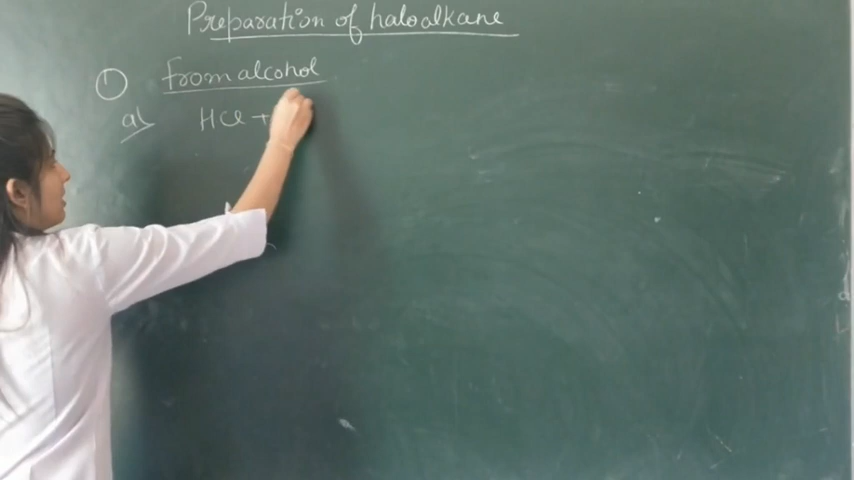 Preparation of haloalkane
① From alcohol
a) HCl +